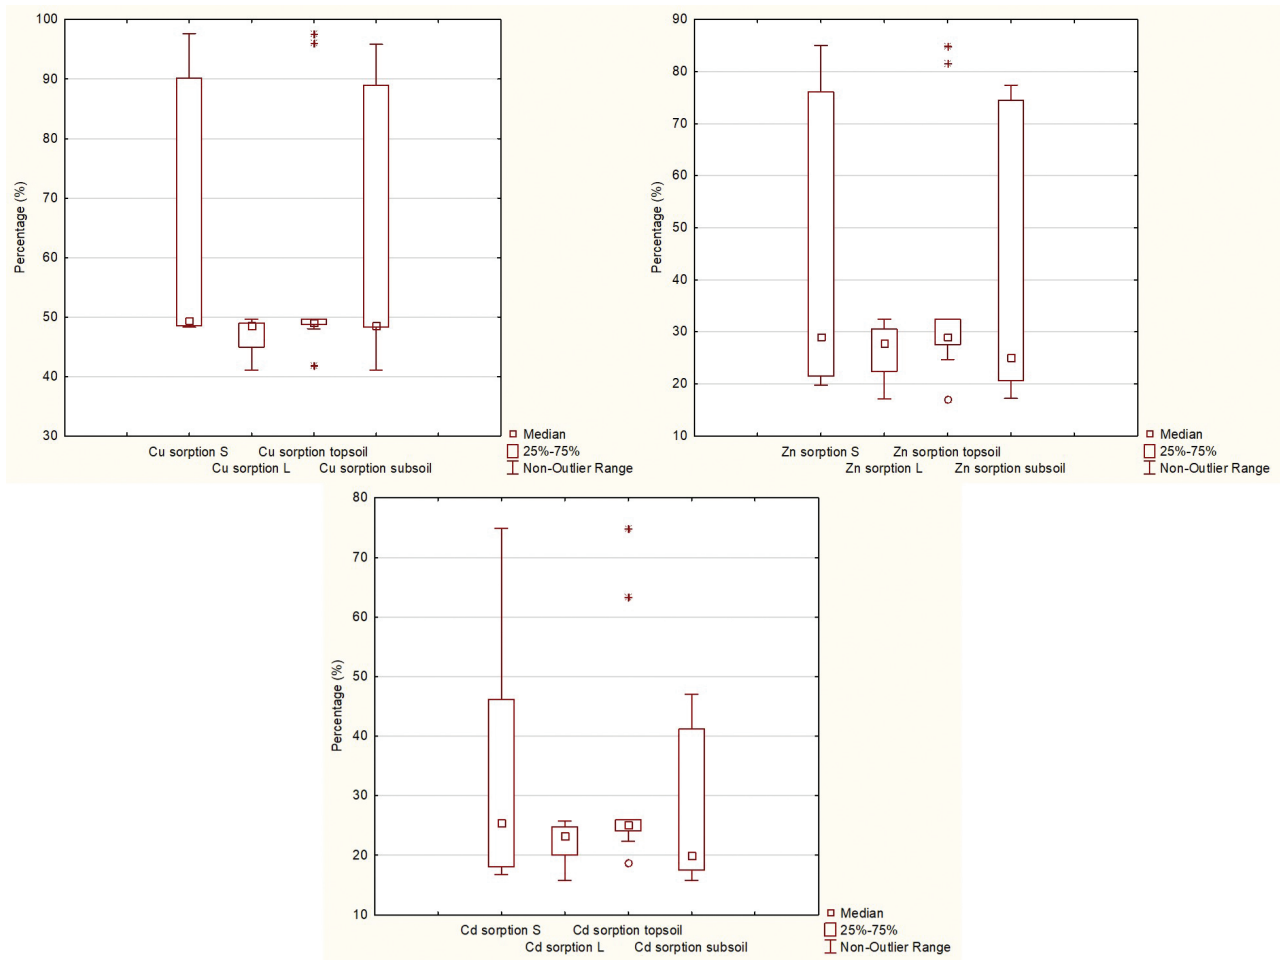 100
90
80
70
60
50
40
30
Percentage (%)
Cu sorption S
Cu sorption topsoil
Cu sorption L
Cu sorption subsoil
Median
25%-75%
Non-Outlier Range
90
80
70
60
50
40
30
20
10
Percentage (%)
Zn sorption S
Zn sorption topsoil
Zn sorption L
Zn sorption subsoil
Median
25%-75%
Non-Outlier Range
80
70
60
50
40
30
20
10
Percentage (%)
Cd sorption S
Cd sorption topsoil
Cd sorption L
Cd sorption subsoil
Median
25%-75%
Non-Outlier Range